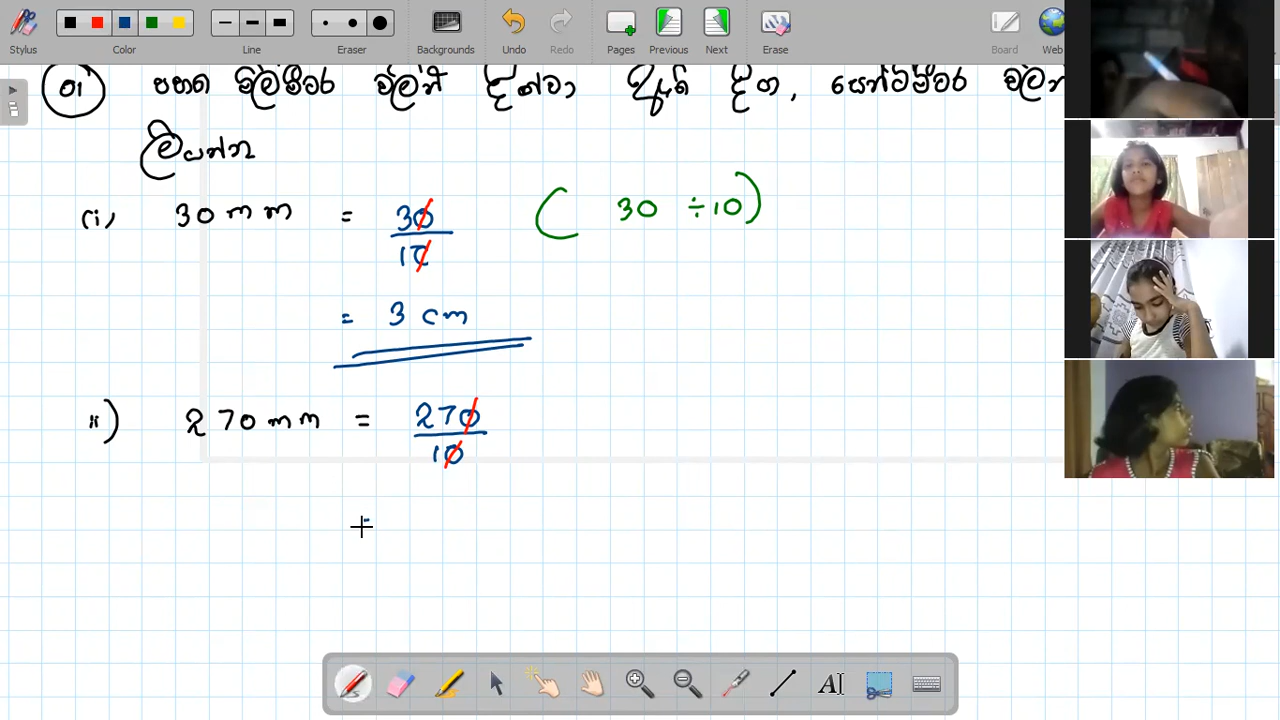 Stylus Color Line Eraser Backgrounds Undo Redo Pages Previous Next Erase Board Web
01 පහත මිලිමීටර වලින් දක්වා ඇති දිග, සෙන්ටිමීටර වලින්
ලියන්න
(i) 30 mm = 30/10 ( 30 ÷ 10 )
= 3 cm
ii) 270 mm = 270/10